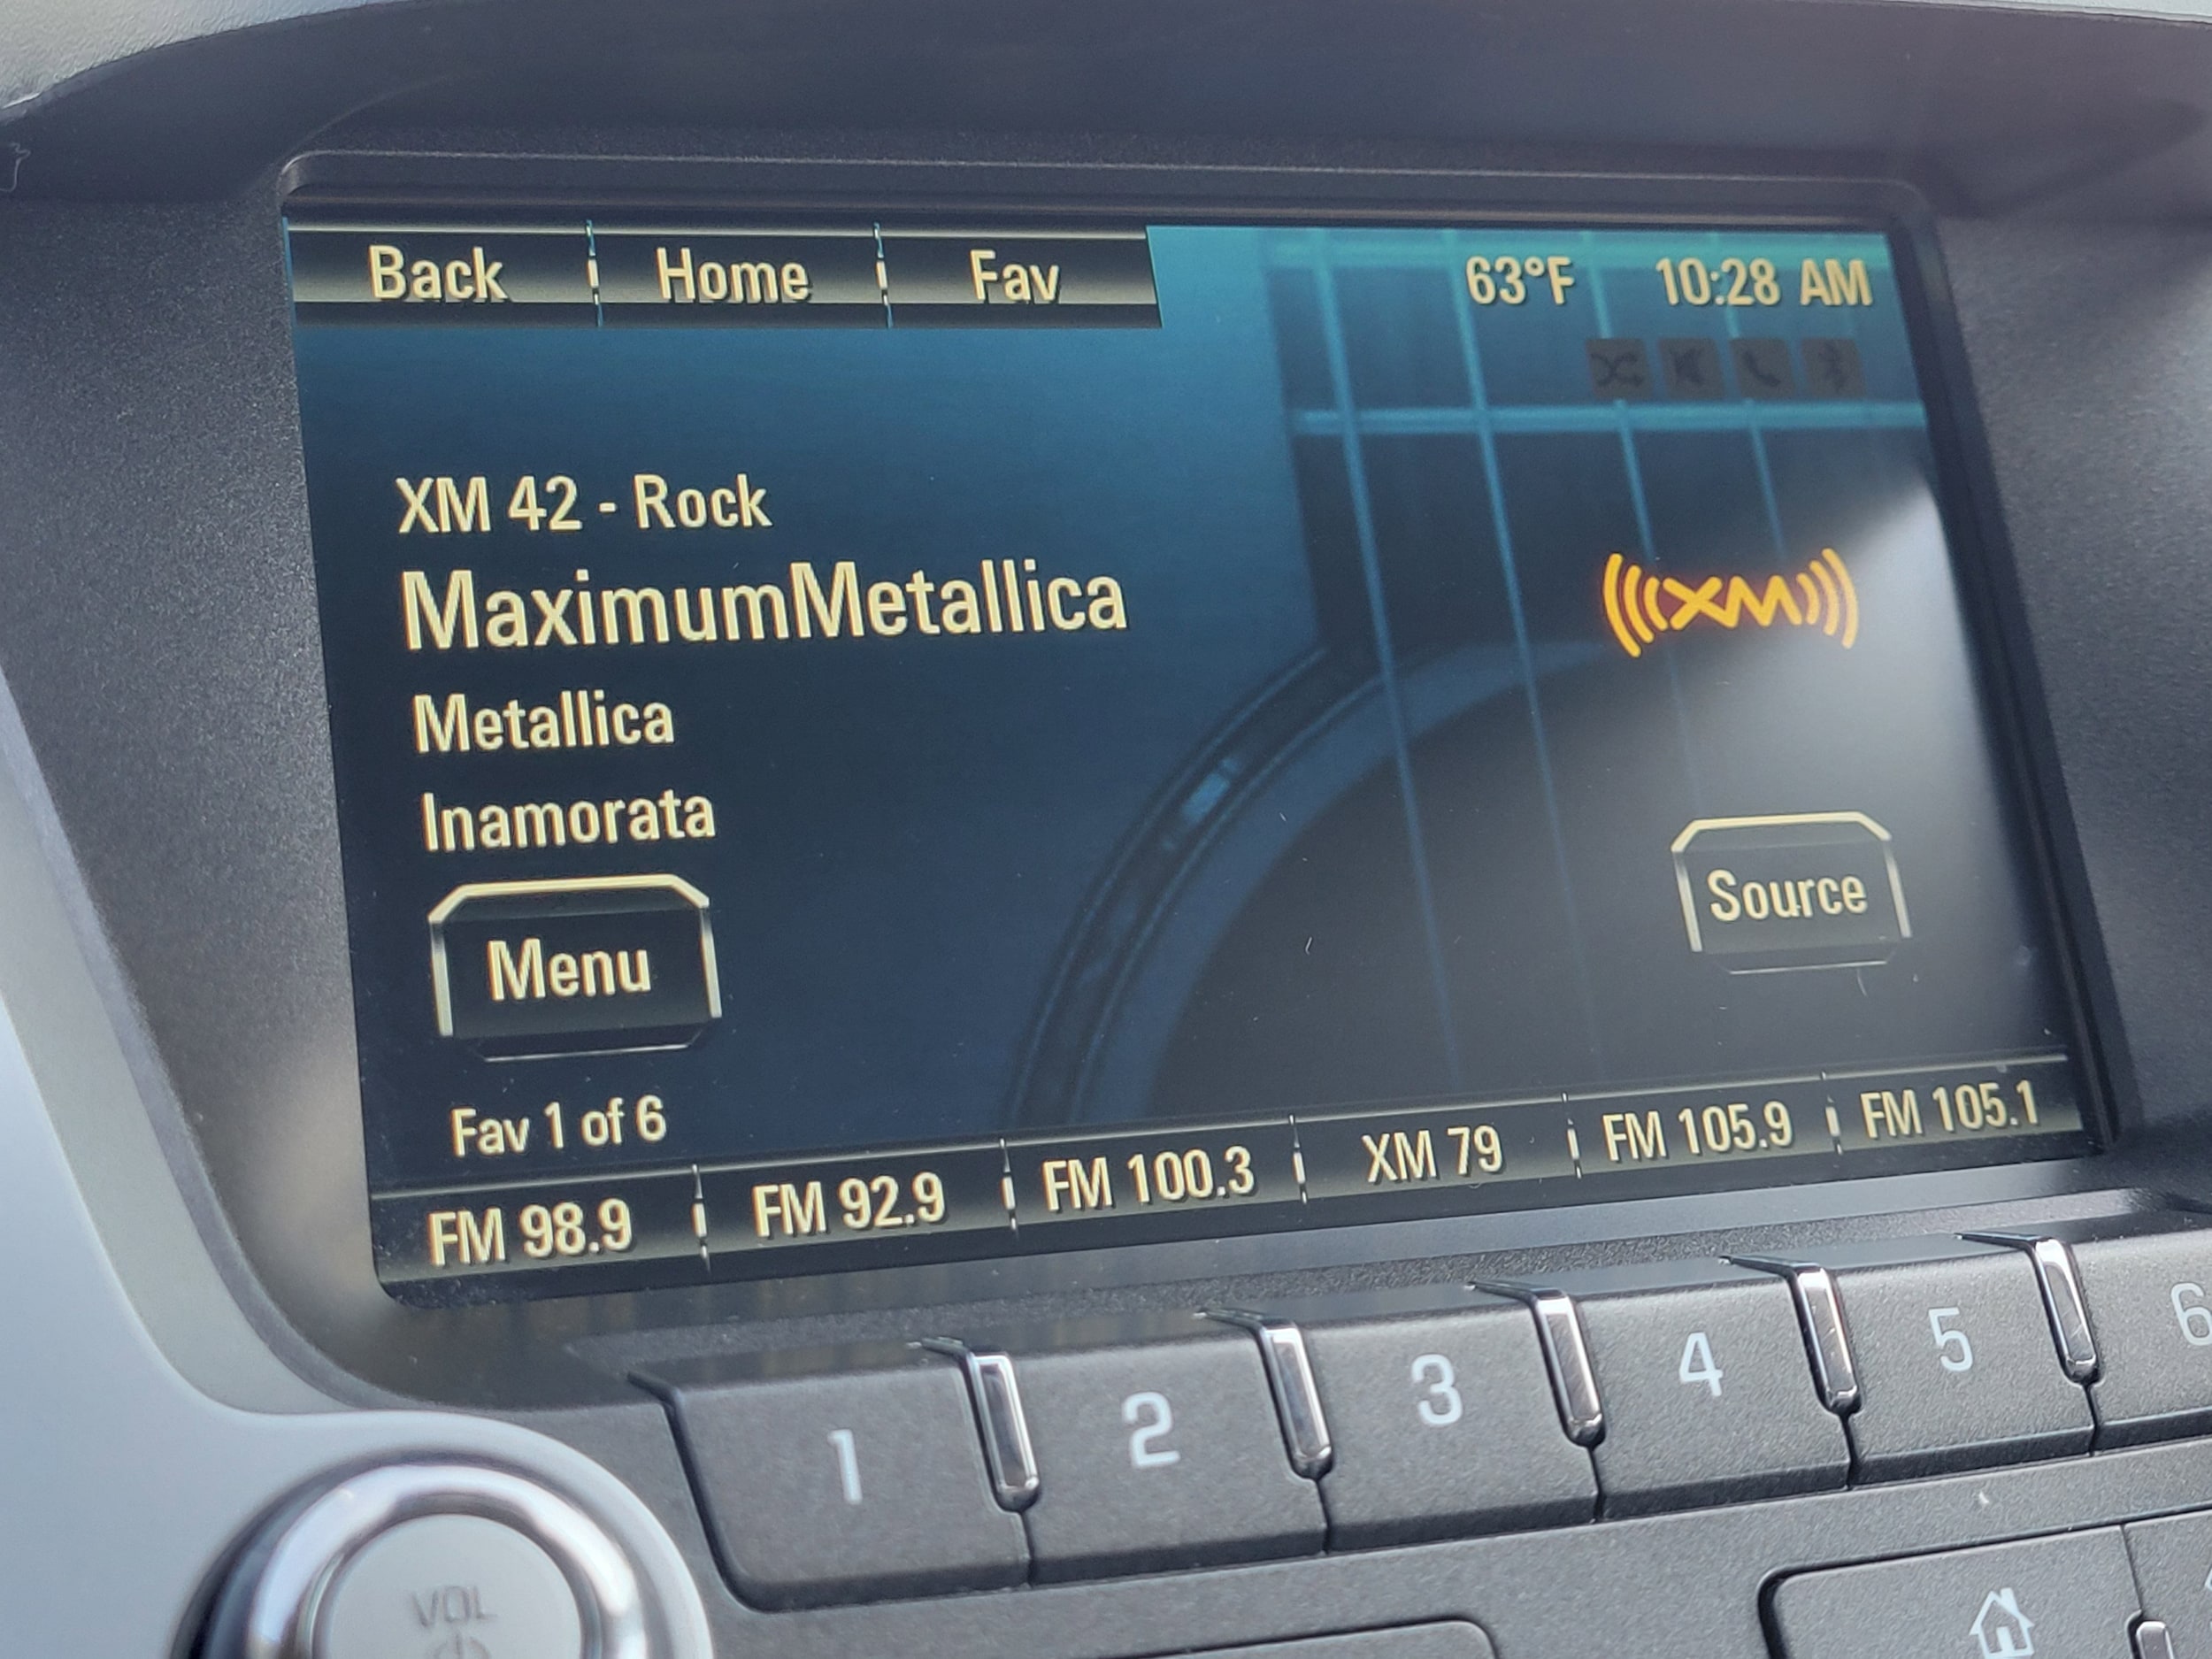 Back Home Fav 63°F 10:28 AM
XM 42 - Rock
MaximumMetallica
((XM))
Metallica
Inamorata
Source
Menu
Fav 1 of 6
FM 98.9 FM 92.9 FM 100.3 XM 79 FM 105.9 FM 105.1
1 2 3 4 5 6
VOL